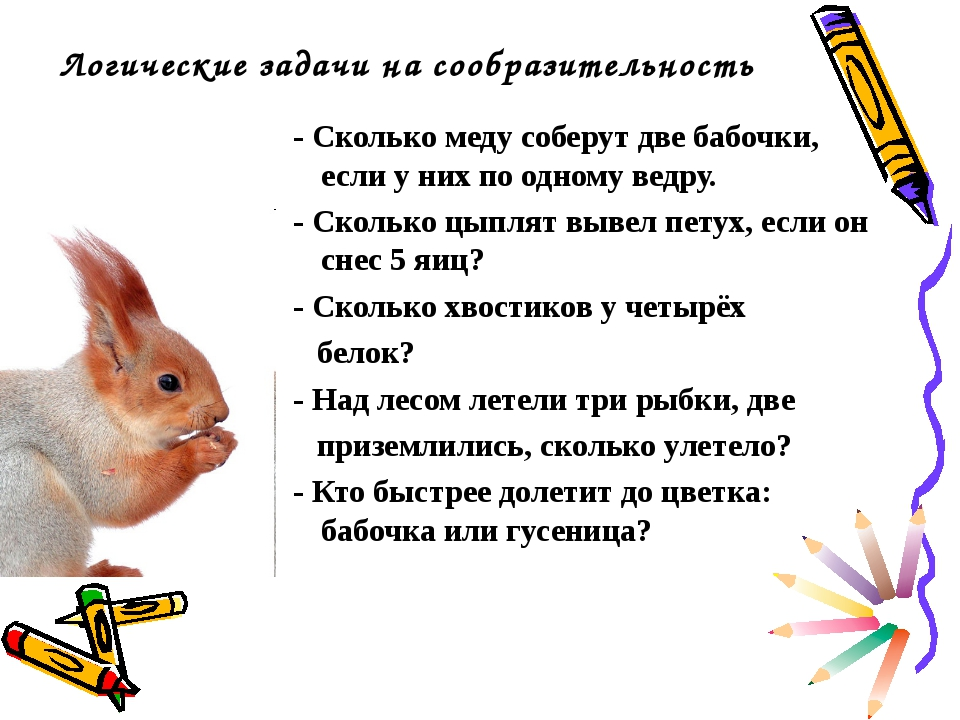 Логические задачи на сообразительность
- Сколько меду соберут две бабочки,
если у них по одному ведру.
- Сколько цыплят вывел петух, если он
снес 5 яиц?
- Сколько хвостиков у четырёх
белок?
- Над лесом летели три рыбки, две
приземлились, сколько улетело?
- Кто быстрее долетит до цветка:
бабочка или гусеница?